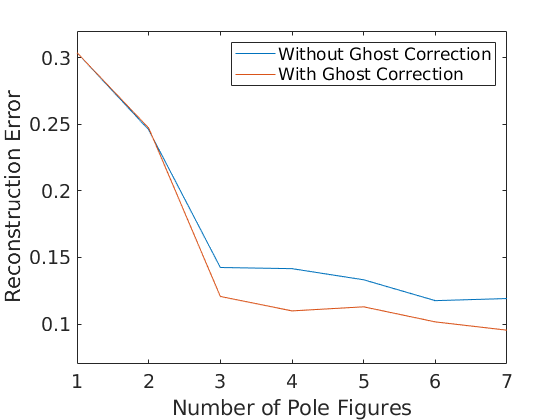 Without Ghost Correction
With Ghost Correction
0.3
0.25
0.2
0.15
0.1
Reconstruction Error
1 2 3 4 5 6 7
Number of Pole Figures